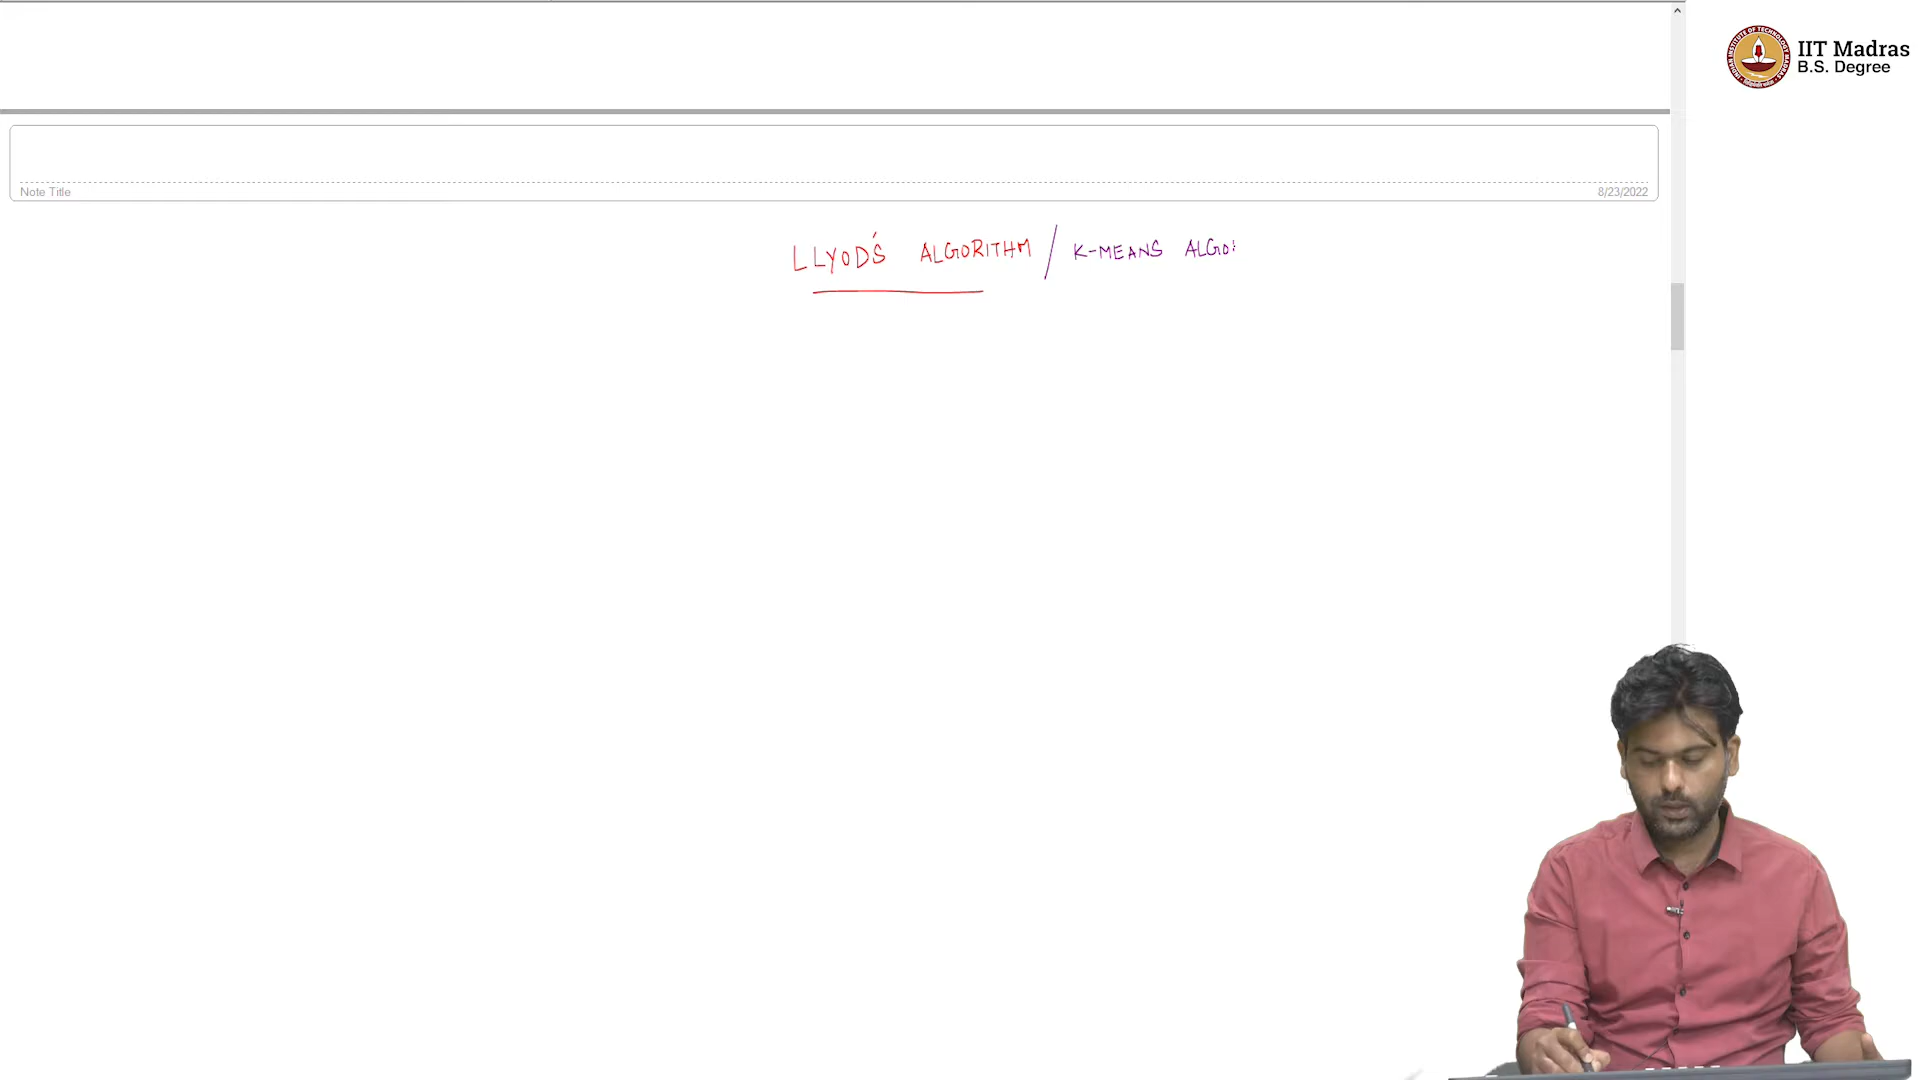 IIT Madras
B.S. Degree
Note Title
8/23/2022
LLYOD'S ALGORITHM / K-MEANS ALGO